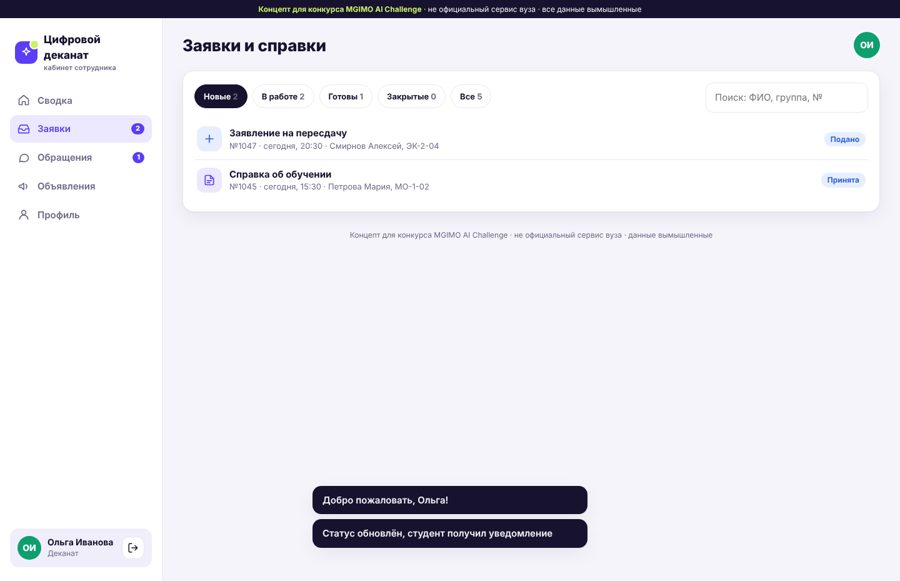 Концепт для конкурса MGIMO AI Challenge · не официальный сервис вуза · все данные вымышленные
Цифровой
деканат
кабинет сотрудника
Сводка
Заявки 2
Обращения 1
Объявления
Профиль
Ольга Иванова
Деканат
ОИ
Заявки и справки
ОИ
Новые 2
В работе 2
Готовы 1
Закрытые 0
Все 5
Поиск: ФИО, группа, №
Заявление на пересдачу
№1047 · сегодня, 20:30 · Смирнов Алексей, ЭК-2-04
Подано
Справка об обучении
№1045 · сегодня, 15:30 · Петрова Мария, МО-1-02
Принята
Концепт для конкурса MGIMO AI Challenge · не официальный сервис вуза · данные вымышленные
Добро пожаловать, Ольга!
Статус обновлён, студент получил уведомление